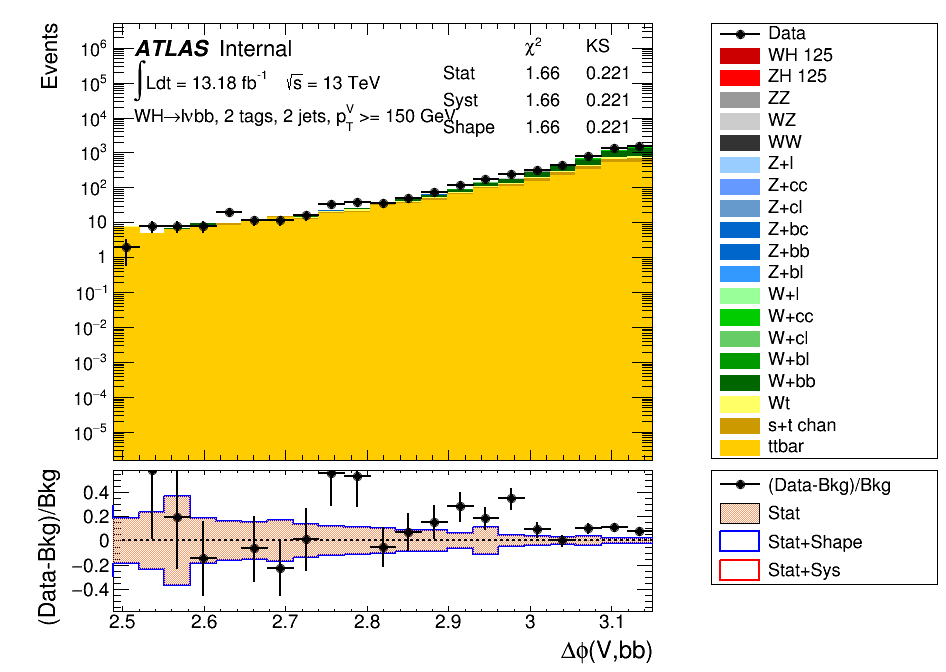 Events
10⁶
10⁵
10⁴
10³
10²
10
1
10⁻¹
10⁻²
10⁻³
10⁻⁴
10⁻⁵
ATLAS Internal
∫Ldt = 13.18 fb⁻¹ √s = 13 TeV
WH→lνbb, 2 tags, 2 jets, p_T^V >= 150 GeV
χ² KS
Stat 1.66 0.221
Syst 1.66 0.221
Shape 1.66 0.221
Data
WH 125
ZH 125
ZZ
WZ
WW
Z+l
Z+cc
Z+cl
Z+bc
Z+bb
Z+bl
W+l
W+cc
W+cl
W+bl
W+bb
Wt
s+t chan
ttbar
(Data-Bkg)/Bkg
0.4
0.2
0
−0.2
−0.4
2.5 2.6 2.7 2.8 2.9 3 3.1
Δϕ(V,bb)
(Data-Bkg)/Bkg
Stat
Stat+Shape
Stat+Sys